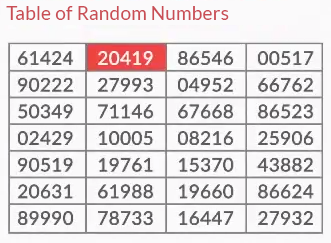 Table of Random Numbers
61424 20419 86546 00517
90222 27993 04952 66762
50349 71146 67668 86523
02429 10005 08216 25906
90519 19761 15370 43882
20631 61988 19660 86624
89990 78733 16447 27932